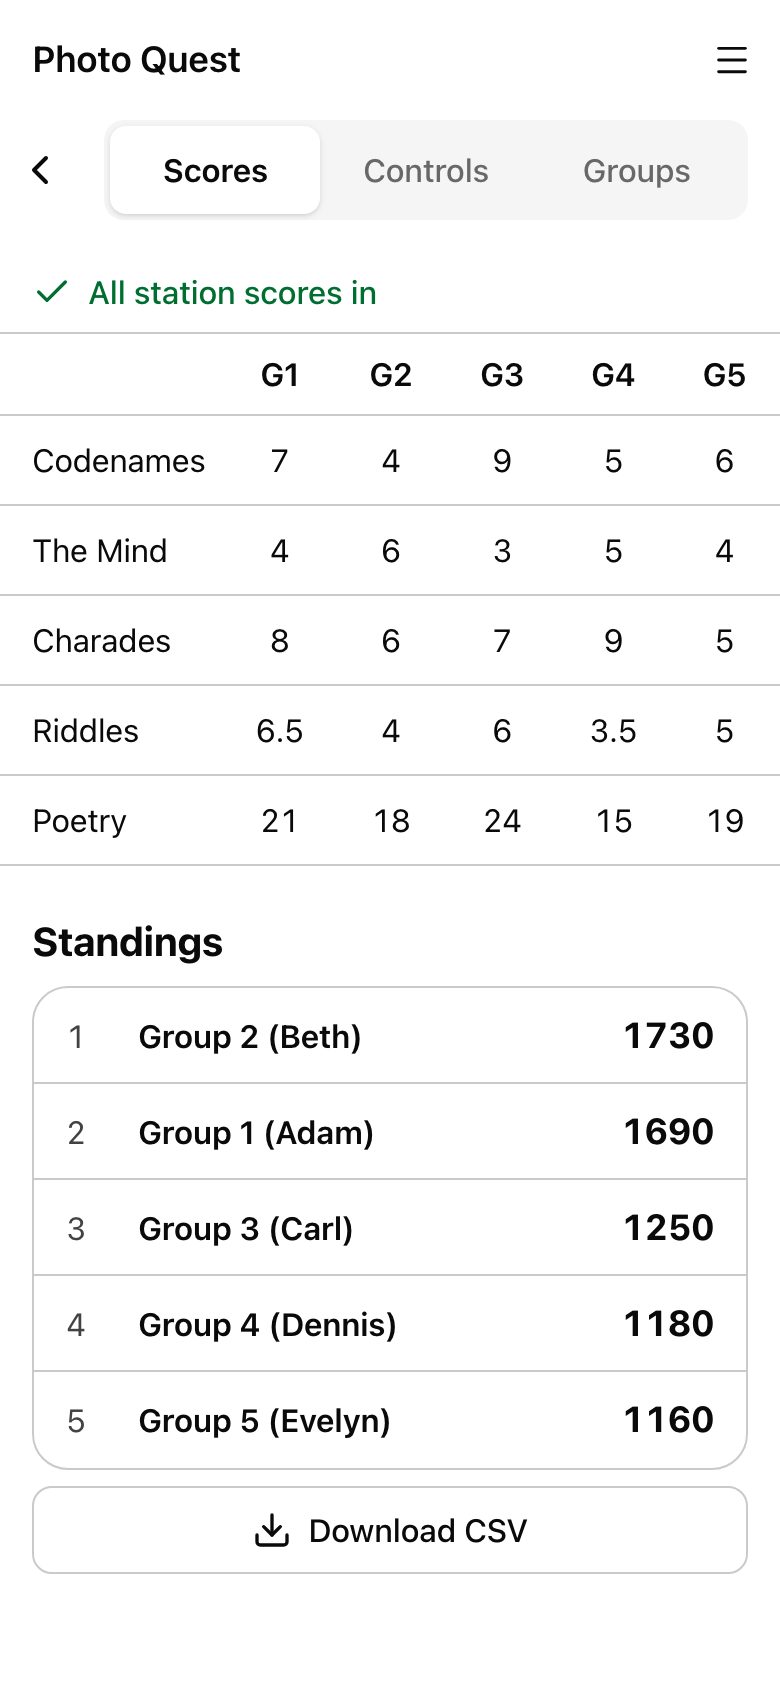 Photo Quest
Scores Controls Groups
All station scores in
G1 G2 G3 G4 G5
Codenames 7 4 9 5 6
The Mind 4 6 3 5 4
Charades 8 6 7 9 5
Riddles 6.5 4 6 3.5 5
Poetry 21 18 24 15 19
Standings
1 Group 2 (Beth) 1730
2 Group 1 (Adam) 1690
3 Group 3 (Carl) 1250
4 Group 4 (Dennis) 1180
5 Group 5 (Evelyn) 1160
Download CSV